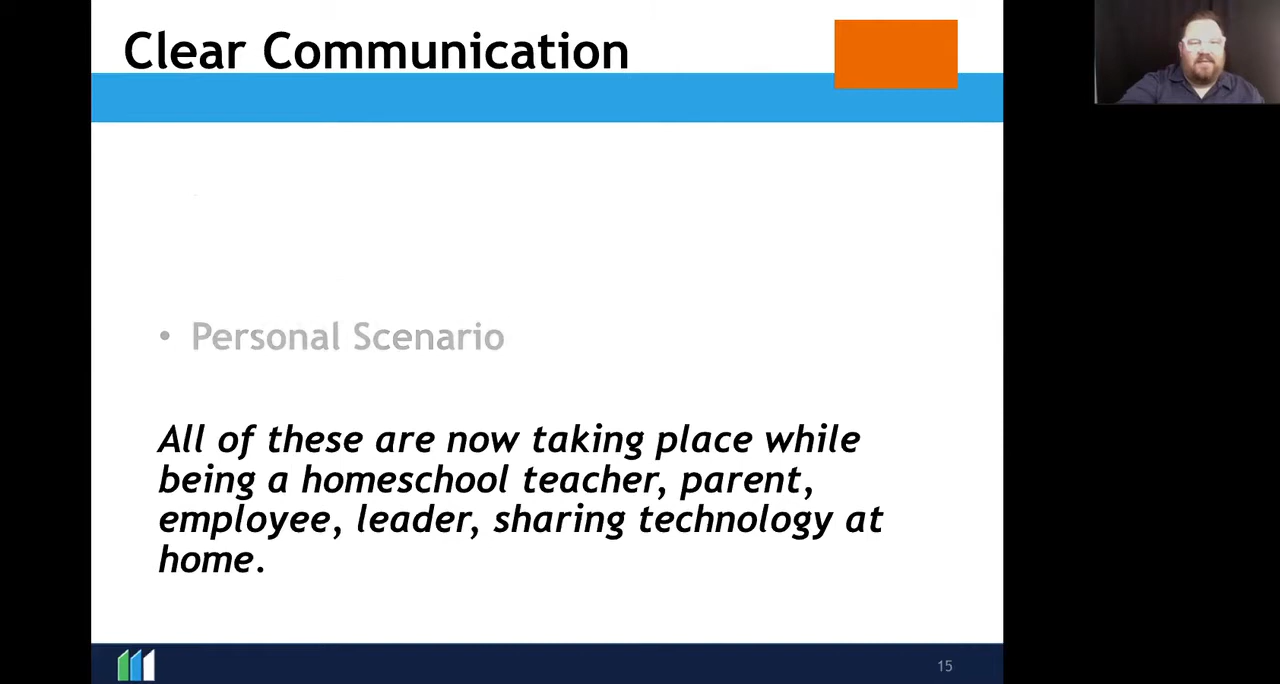 Clear Communication
• Personal Scenario
All of these are now taking place while
being a homeschool teacher, parent,
employee, leader, sharing technology at
home.
15